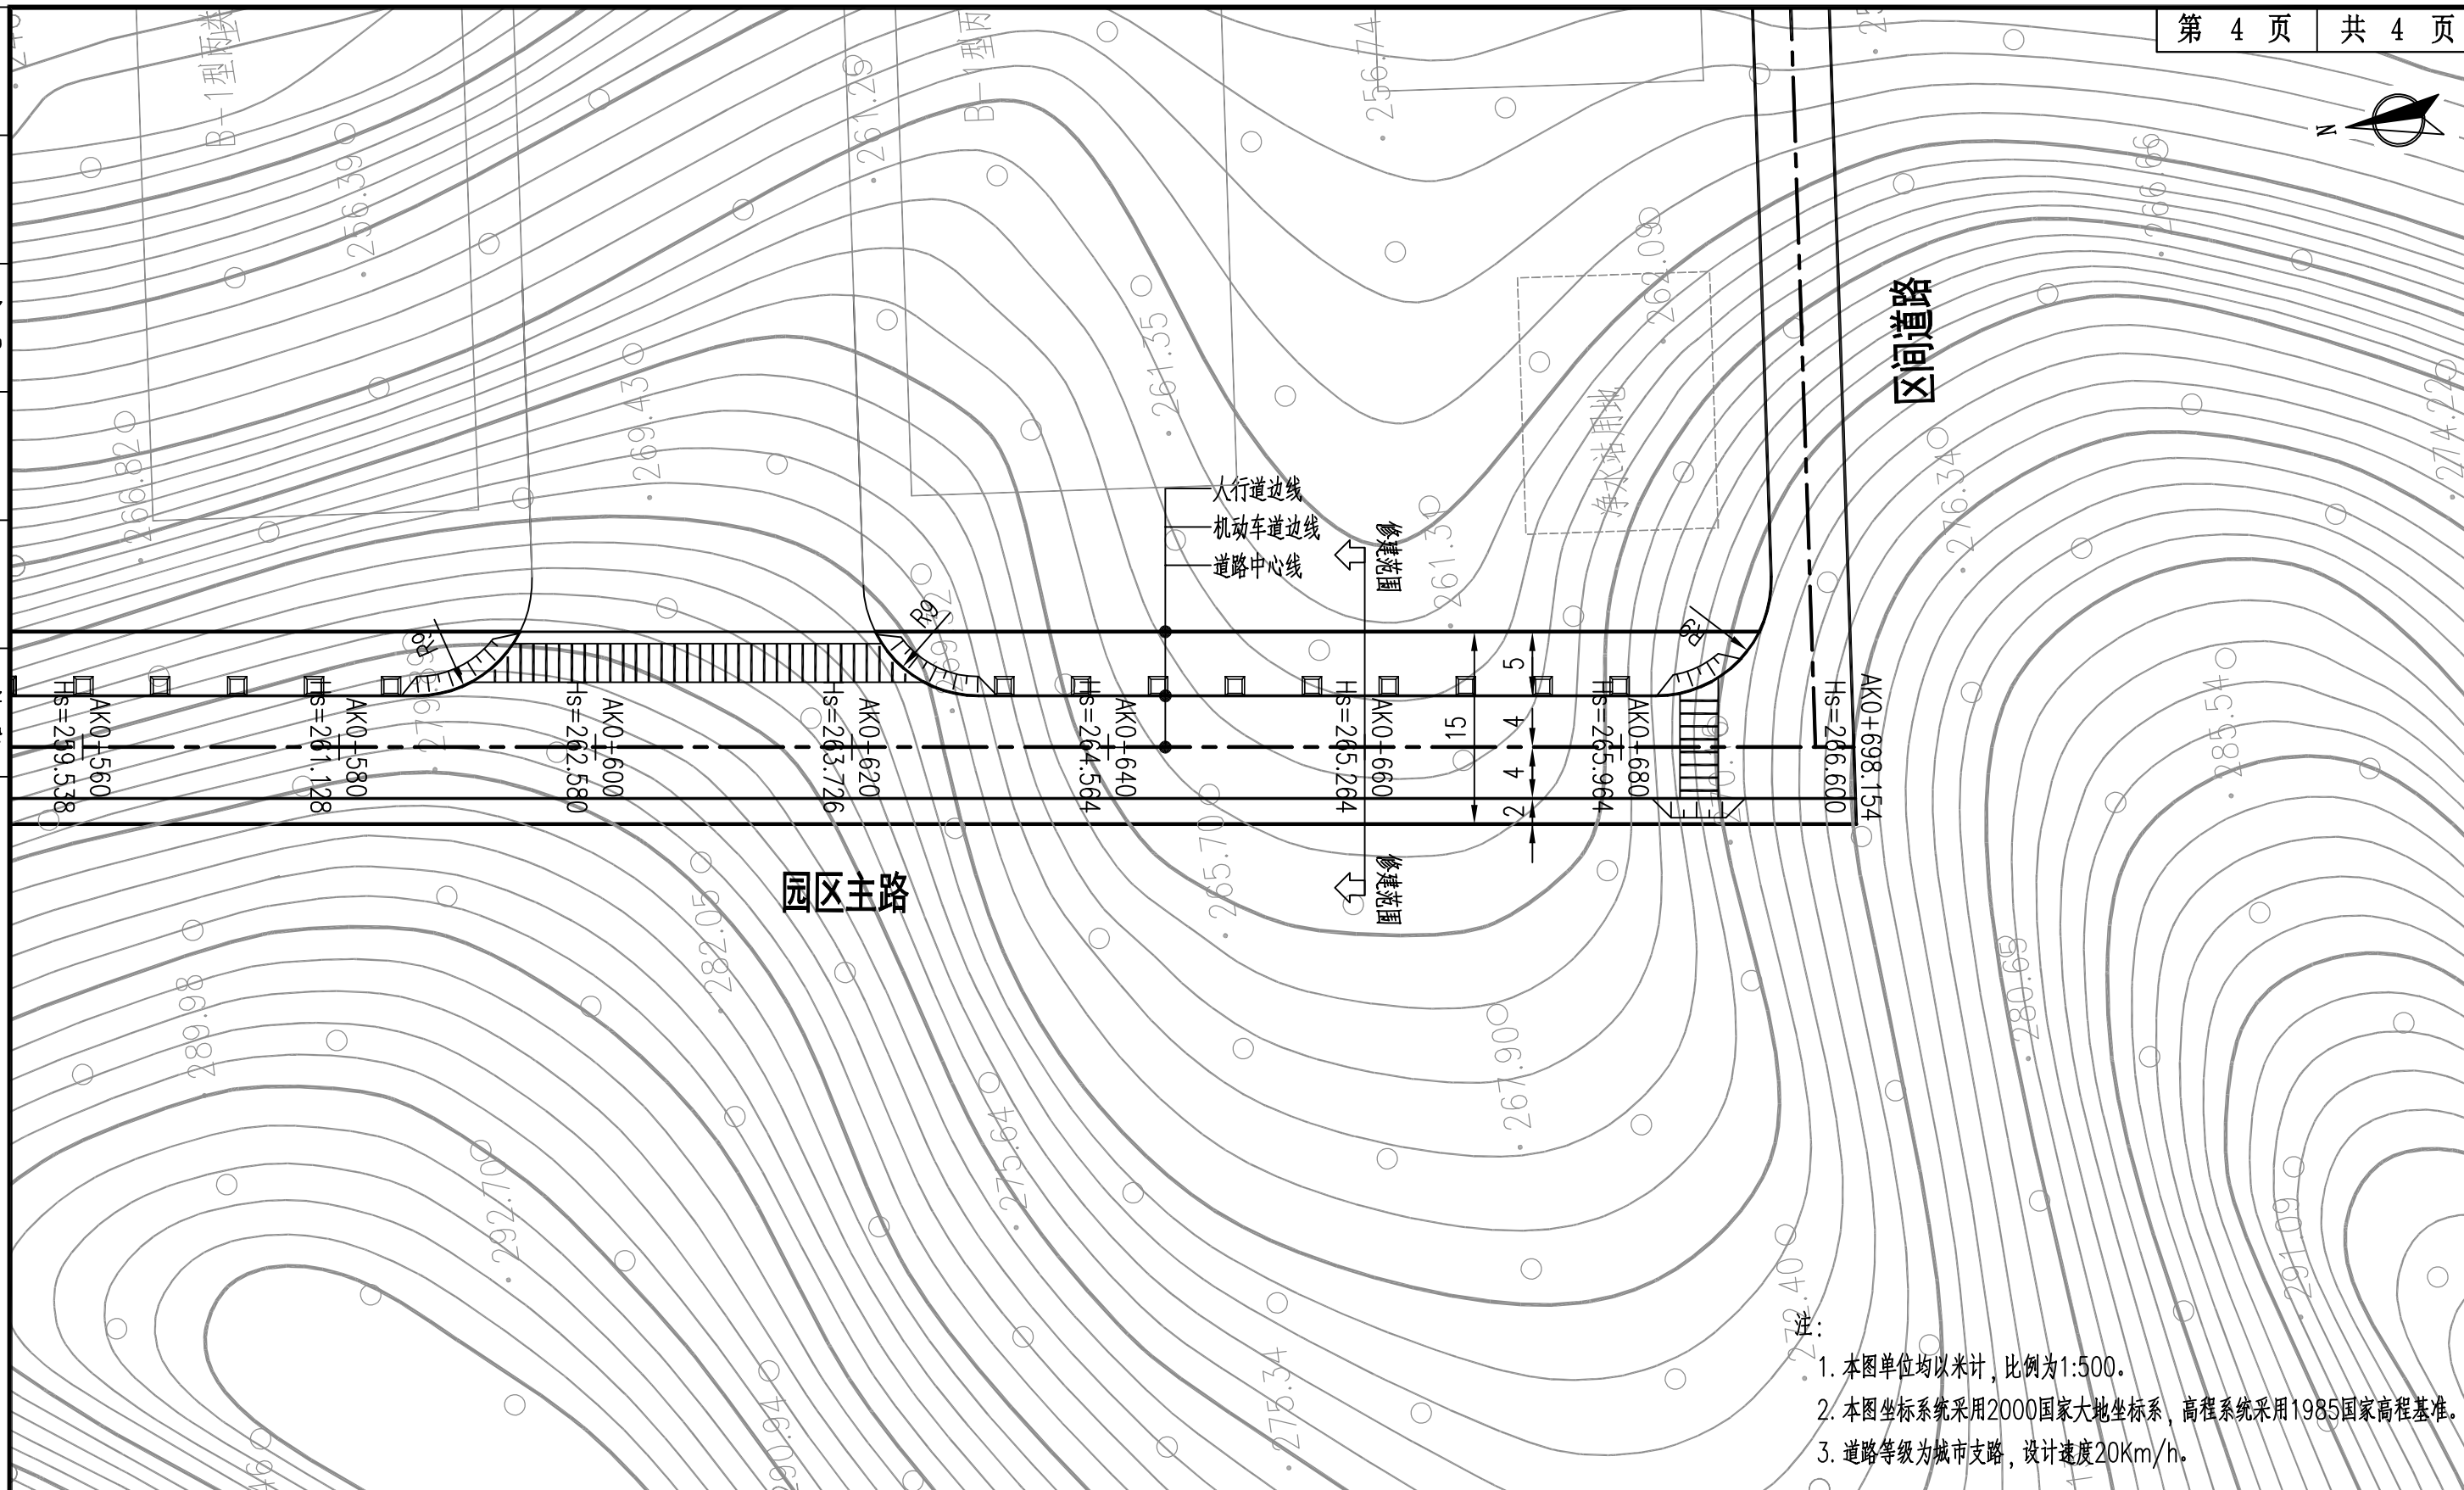 第 4 页 共 4 页
N
B-1型丙
256.39
261.29
B-1型丙
256.74
266.66
266.82
269.43
261.35
262.09
净水站用地
区间道路
276.34
274.22
261.31
人行道边线
机动车道边线
道路中心线
修建范围
R9
R9
R9
AK0+560
Hs=259.538
AK0+580
Hs=261.128
AK0+600
Hs=262.580
AK0+620
Hs=263.726
AK0+640
Hs=264.564
AK0+660
Hs=265.264
AK0+680
Hs=265.964
AK0+698.154
Hs=266.600
15
5
4
4
2
285.54
园区主路
修建范围
289.98
282.05
265.70
267.90
280.69
292.70
275.64
291.09
272.40
275.34
290.94
注:
1. 本图单位均以米计, 比例为1:500。
2. 本图坐标系统采用2000国家大地坐标系, 高程系统采用1985国家高程基准。
3. 道路等级为城市支路, 设计速度20Km/h。